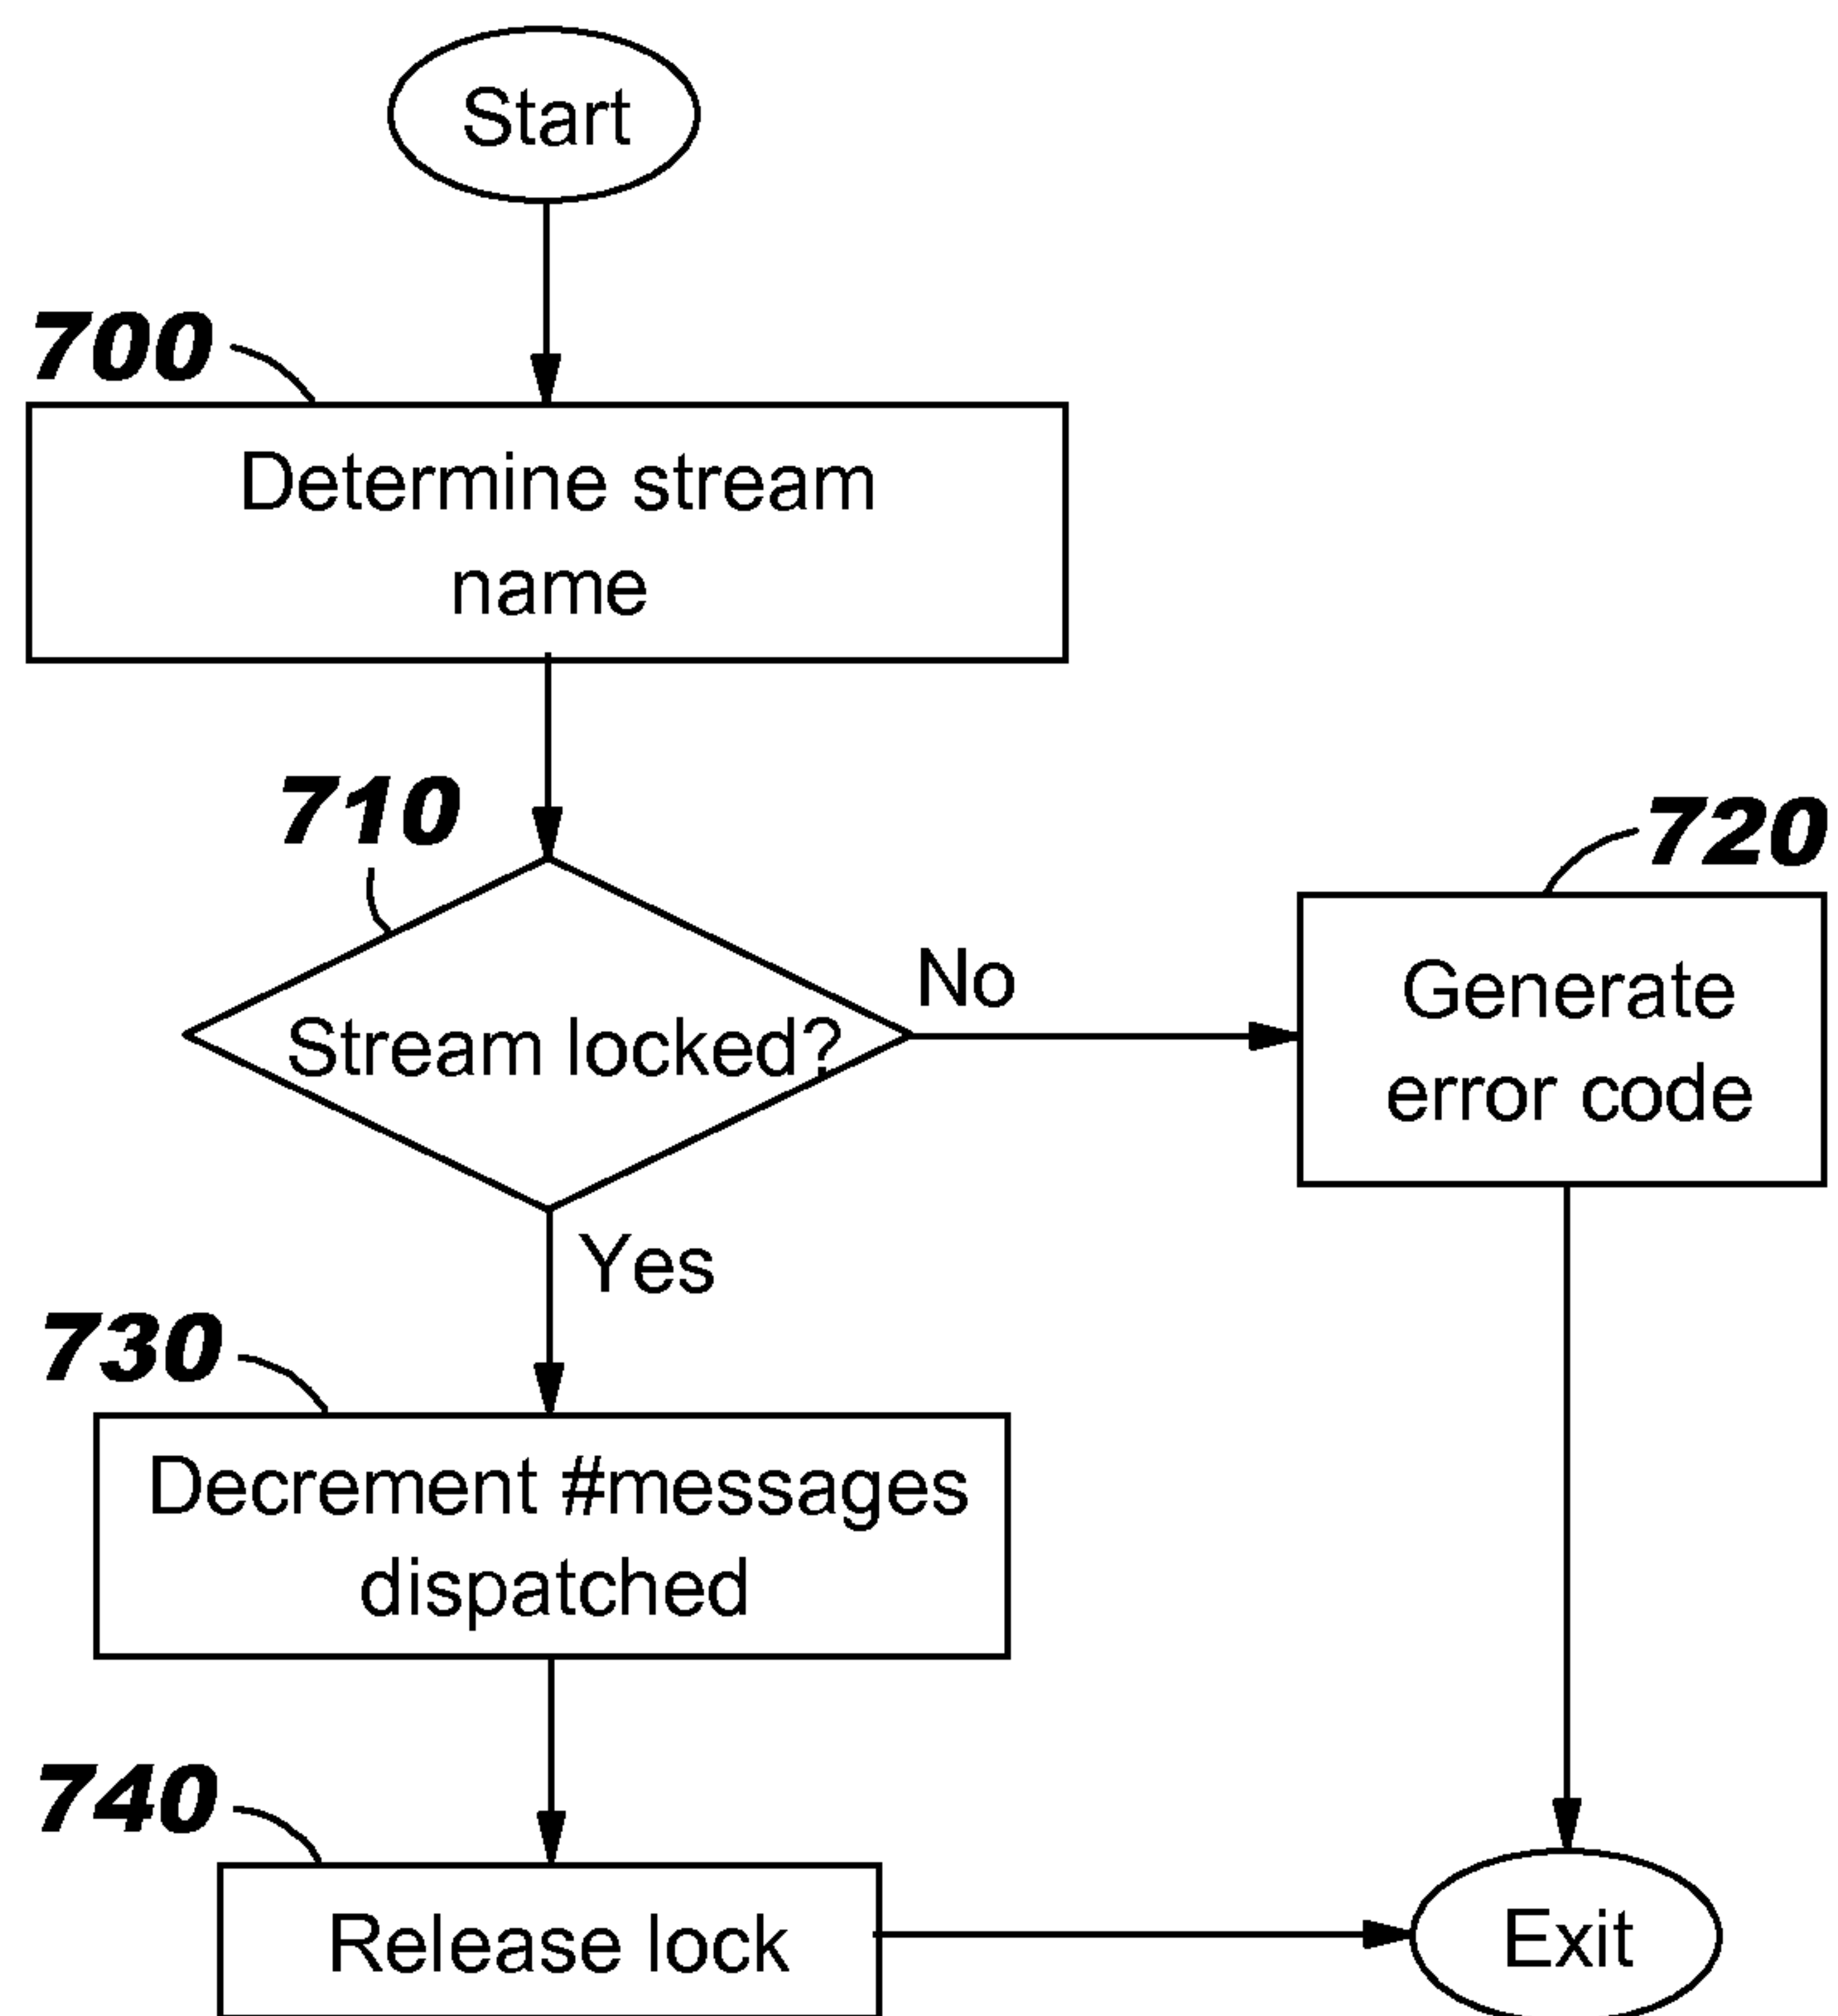 Start
700
Determine stream
name
710
720
No
Generate
Stream locked?
error code
Yes
730
Decrement #messages
dispatched
740
Release lock
Exit